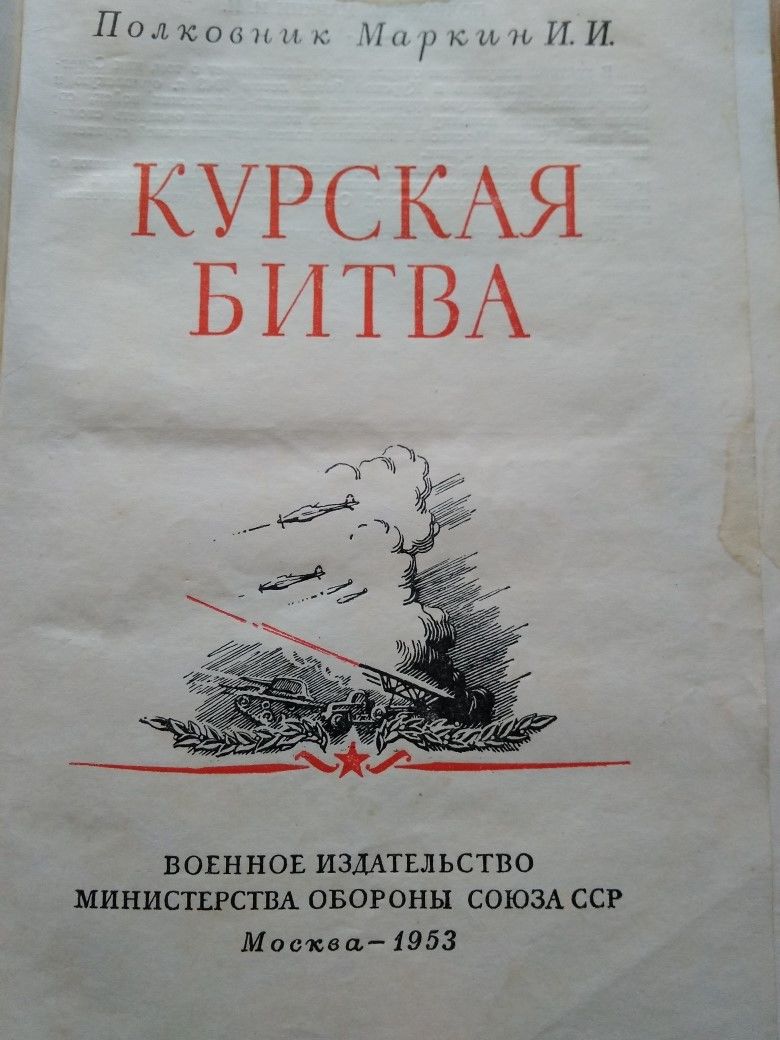 Полковник Маркин И. И.
КУРСКАЯ
БИТВА
ВОЕННОЕ ИЗДАТЕЛЬСТВО
МИНИСТЕРСТВА ОБОРОНЫ СОЮЗА ССР
Москва – 1953